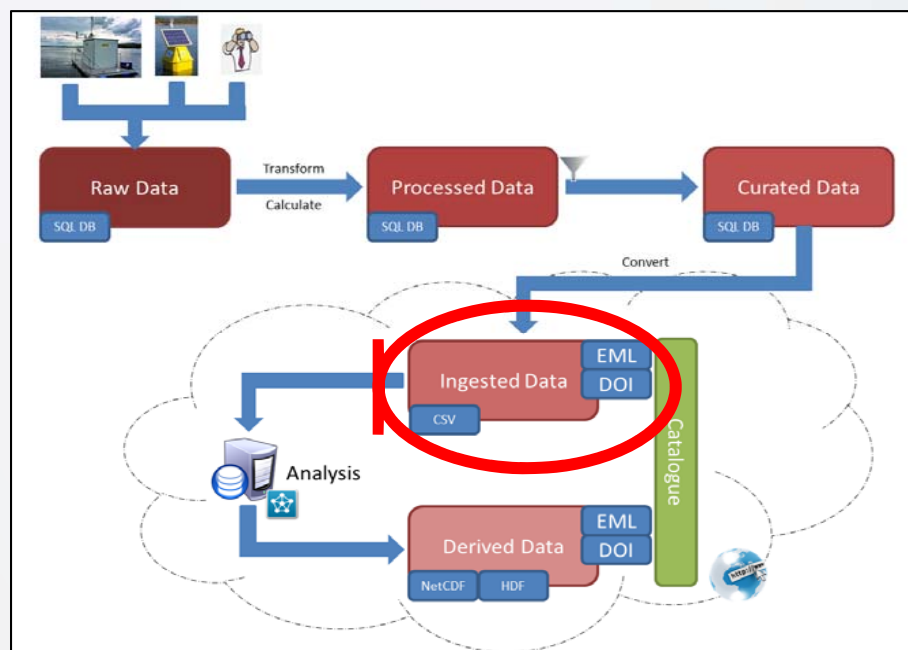 Transform
Raw Data
Calculate
SQL DB
Processed Data
SQL DB
Curated Data
SQL DB
Convert
Ingested Data
EML
DOI
CSV
Catalogue
Analysis
Derived Data
EML
DOI
NetCDF
HDF